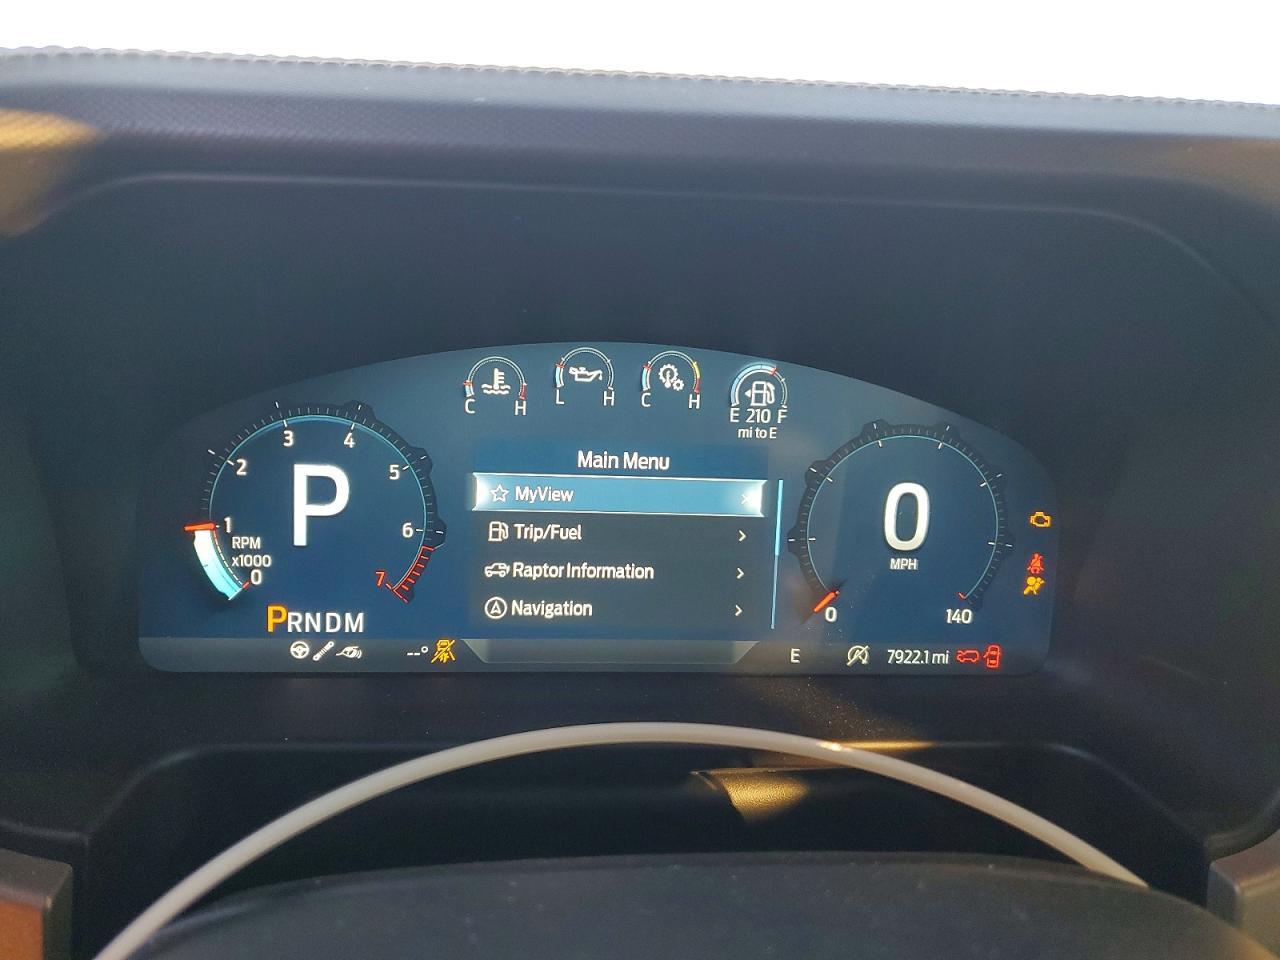 C H
L H
C H
E 210 F
mi to E
1 2 3 4 5 6 7
P
RPM
x1000
0
PRNDM
Main Menu
MyView
Trip/Fuel
Raptor Information
Navigation
0
MPH
0 140
--°
E
7922.1 mi